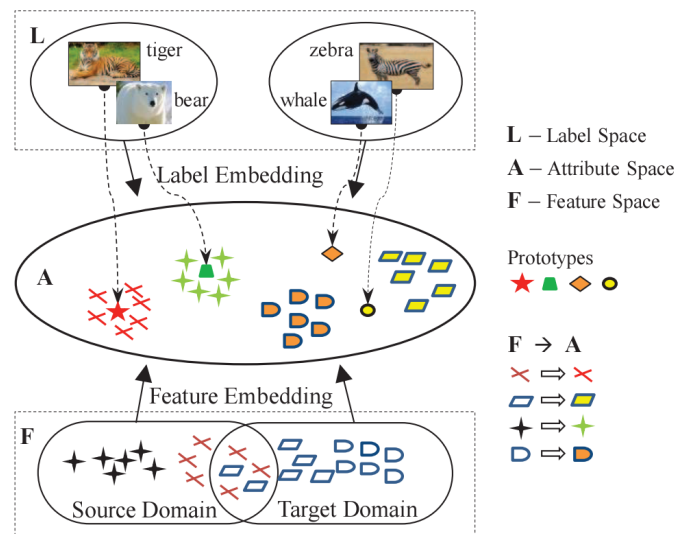 L
tiger
bear
zebra
whale
Label Embedding
A
Feature Embedding
F
Source Domain
Target Domain
L – Label Space
A – Attribute Space
F – Feature Space
Prototypes
F → A